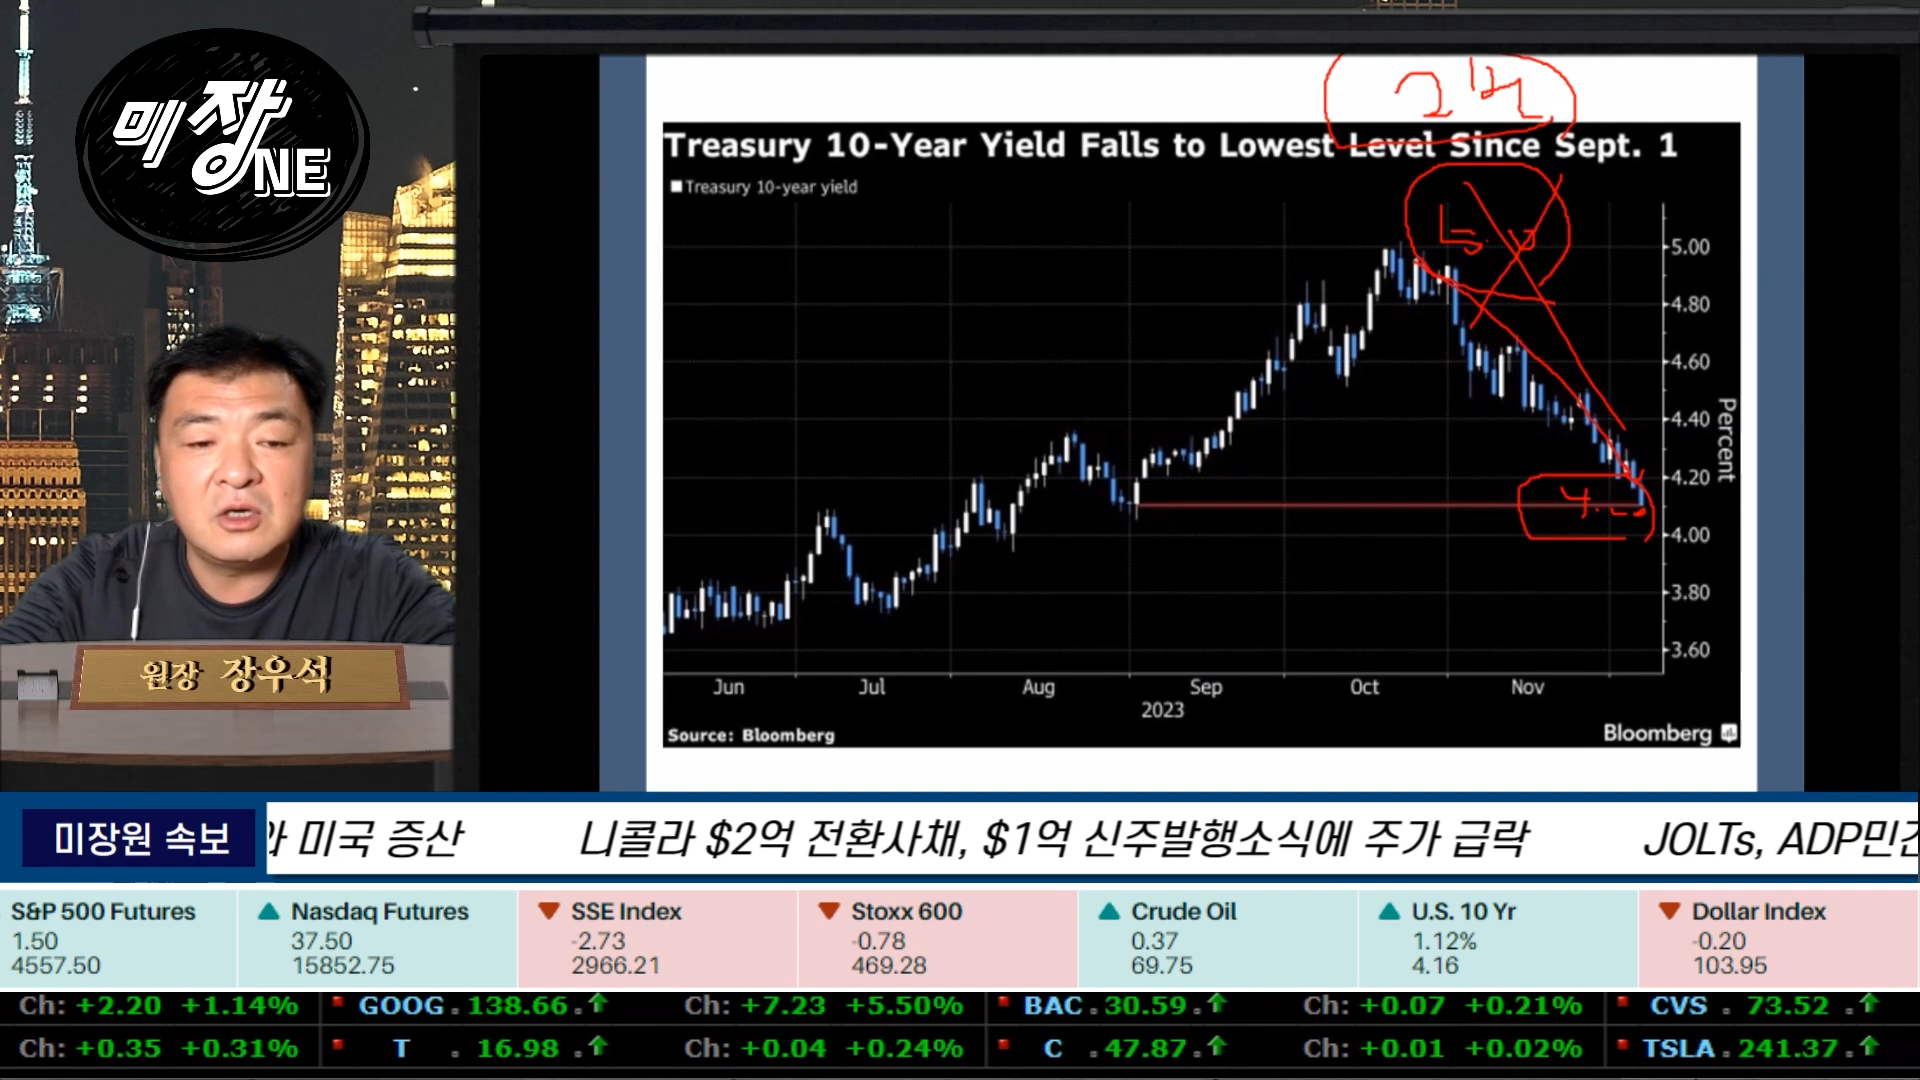 미장
ONE
2번
Treasury 10-Year Yield Falls to Lowest Level Since Sept. 1
Treasury 10-year yield
5.0
5.00
4.80
4.60
4.40
4.20
4.00
3.80
3.60
Percent
Jun Jul Aug Sep Oct Nov
2023
Source: Bloomberg
Bloomberg
원장 장우석
미장원 속보
미국 증산 니콜라 $2억 전환사채, $1억 신주발행소식에 주가 급락 JOLTs, ADP민간
S&P 500 Futures
1.50
4557.50
Nasdaq Futures
37.50
15852.75
SSE Index
-2.73
2966.21
Stoxx 600
-0.78
469.28
Crude Oil
0.37
69.75
U.S. 10 Yr
1.12%
4.16
Dollar Index
-0.20
103.95
Ch: +2.20 +1.14% GOOG . 138.66 . Ch: +7.23 +5.50% BAC . 30.59 . Ch: +0.07 +0.21% CVS . 73.52 .
Ch: +0.35 +0.31% T . 16.98 . Ch: +0.04 +0.24% C . 47.87 . Ch: +0.01 +0.02% TSLA . 241.37 .